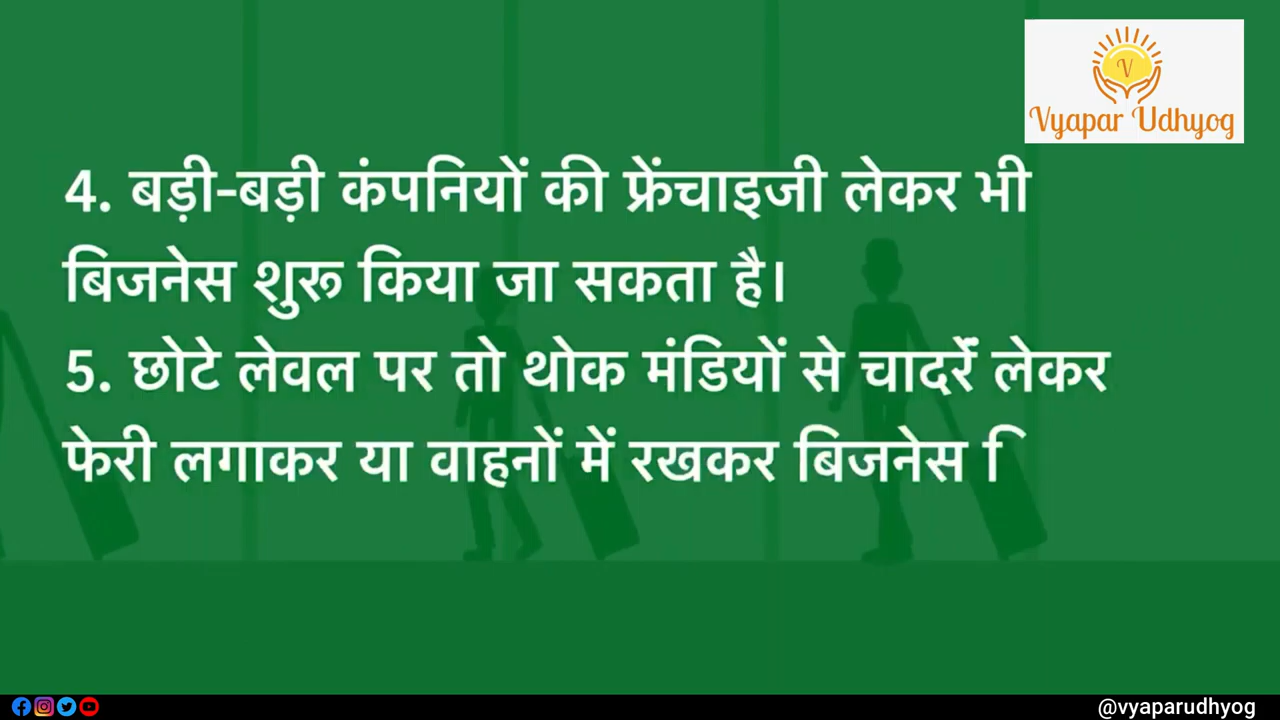 V
Vyapar Udhyog
4. बड़ी-बड़ी कंपनियों की फ्रेंचाइजी लेकर भी
बिजनेस शुरू किया जा सकता है।
5. छोटे लेवल पर तो थोक मंडियों से चादरेंं लेकर
फेरी लगाकर या वाहनों में रखकर बिजनेस ि
@vyaparudhyog